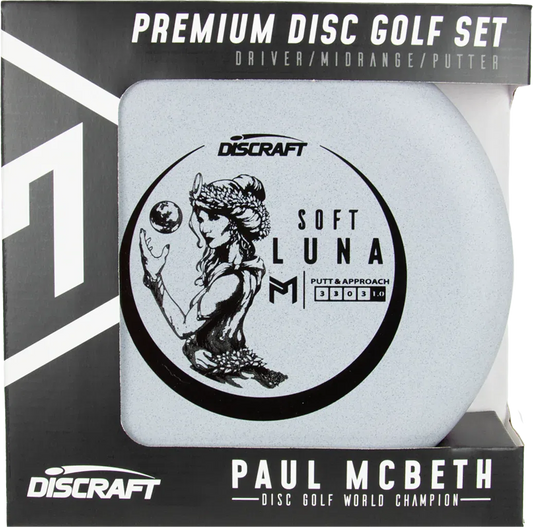 PREMIUM DISC GOLF SET
DRIVER/MIDRANGE/PUTTER
DISCRAFT
SOFT
LUNA
PM
PUTT & APPROACH
3 3 0 3 1.0
DISCRAFT
PAUL MCBETH
DISC GOLF WORLD CHAMPION